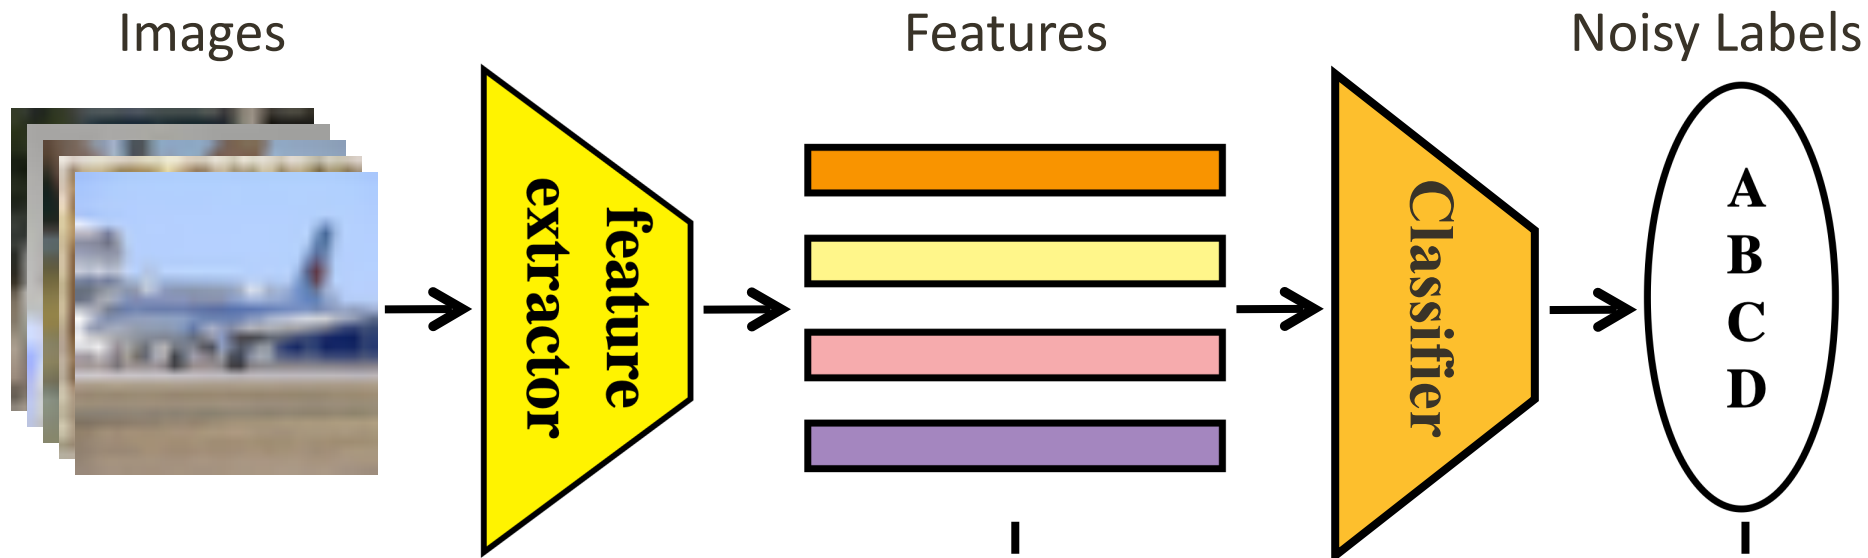 Images
Features
Noisy Labels
feature
extractor
Classifier
A
B
C
D